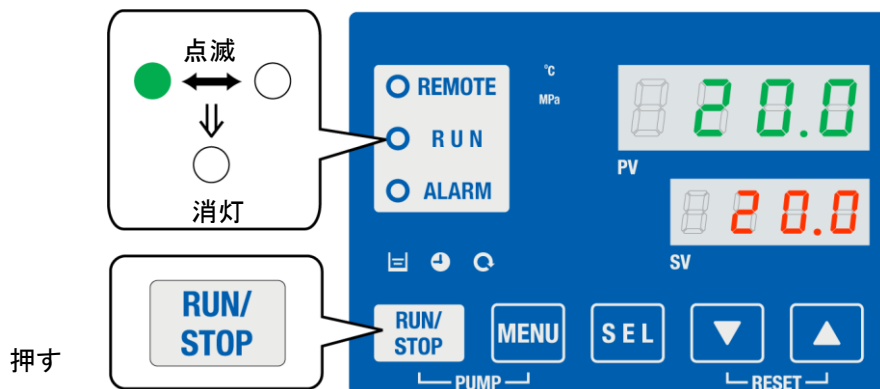 点滅
消灯
REMOTE
RUN
ALARM
℃
MPa
20.0
PV
20.0
SV
押す
RUN/
STOP
RUN/
STOP
MENU
SEL
PUMP
RESET